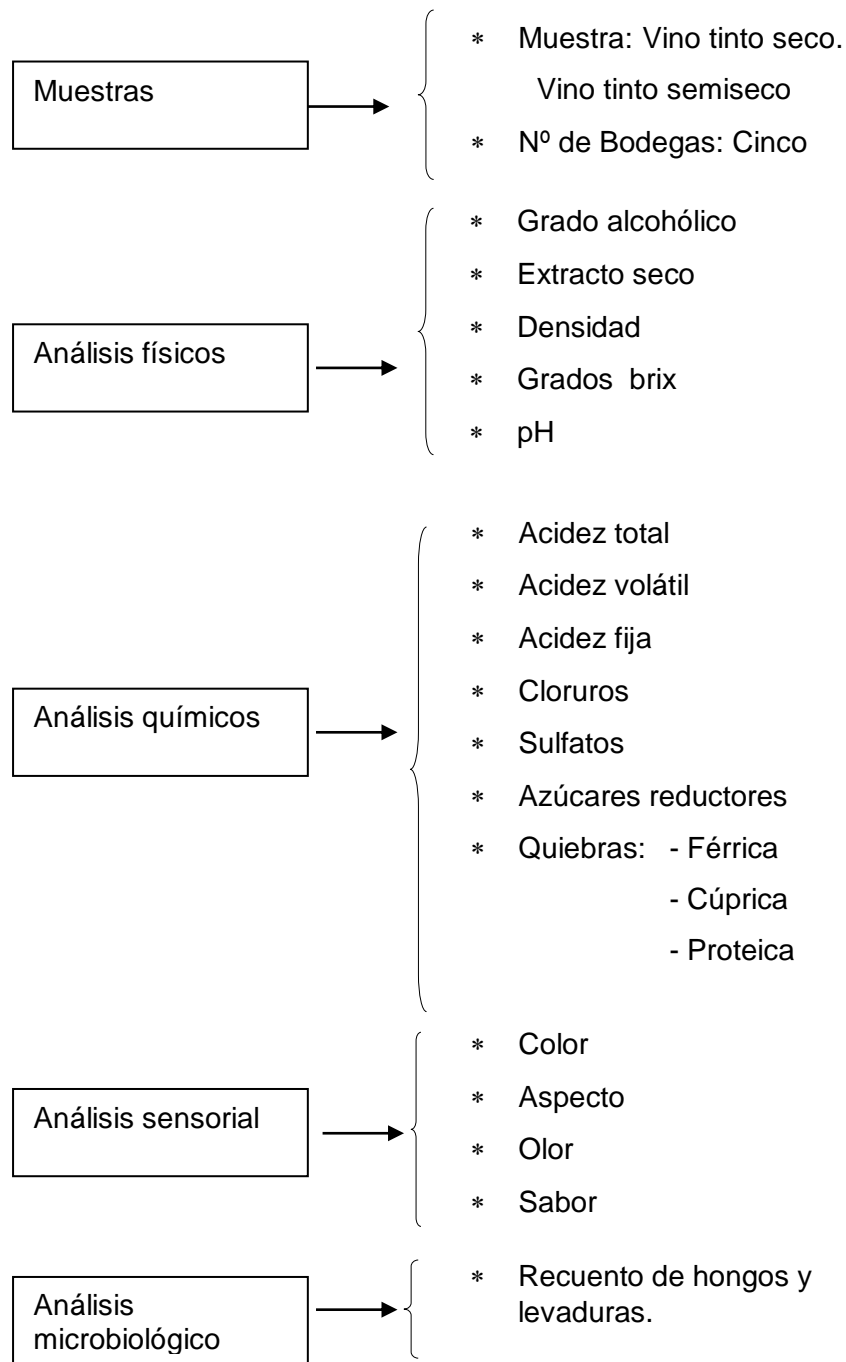 Muestras
* Muestra: Vino tinto seco.
Vino tinto semiseco
* Nº de Bodegas: Cinco
Análisis físicos
* Grado alcohólico
* Extracto seco
* Densidad
* Grados brix
* pH
Análisis químicos
* Acidez total
* Acidez volátil
* Acidez fija
* Cloruros
* Sulfatos
* Azúcares reductores
* Quiebras: - Férrica
- Cúprica
- Proteica
Análisis sensorial
* Color
* Aspecto
* Olor
* Sabor
Análisis
microbiológico
* Recuento de hongos y
levaduras.